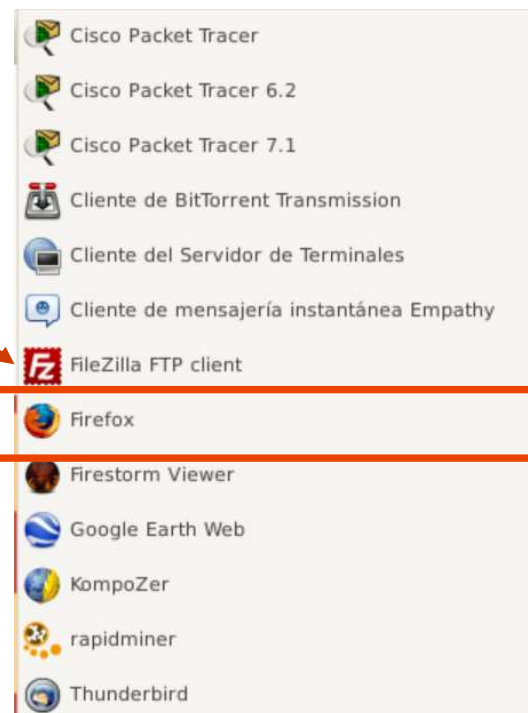 Cisco Packet Tracer
Cisco Packet Tracer 6.2
Cisco Packet Tracer 7.1
Cliente de BitTorrent Transmission
Cliente del Servidor de Terminales
Cliente de mensajería instantánea Empathy
Fz FileZilla FTP client
Firefox
Firestorm Viewer
Google Earth Web
KompoZer
rapidminer
Thunderbird